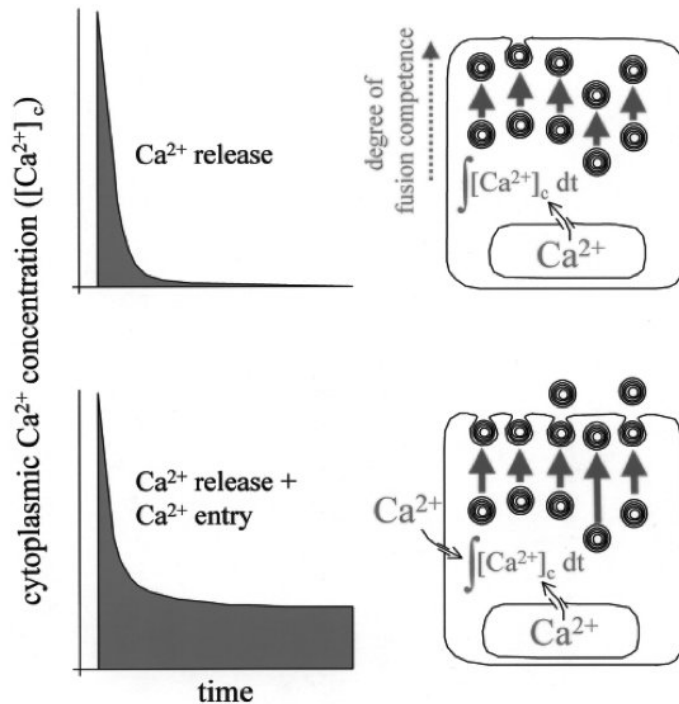 cytoplasmic Ca²⁺ concentration ([Ca²⁺]c)
Ca²⁺ release
degree of
fusion competence
∫[Ca²⁺]c dt
Ca²⁺
Ca²⁺ release +
Ca²⁺ entry
time
Ca²⁺
∫[Ca²⁺]c dt
Ca²⁺